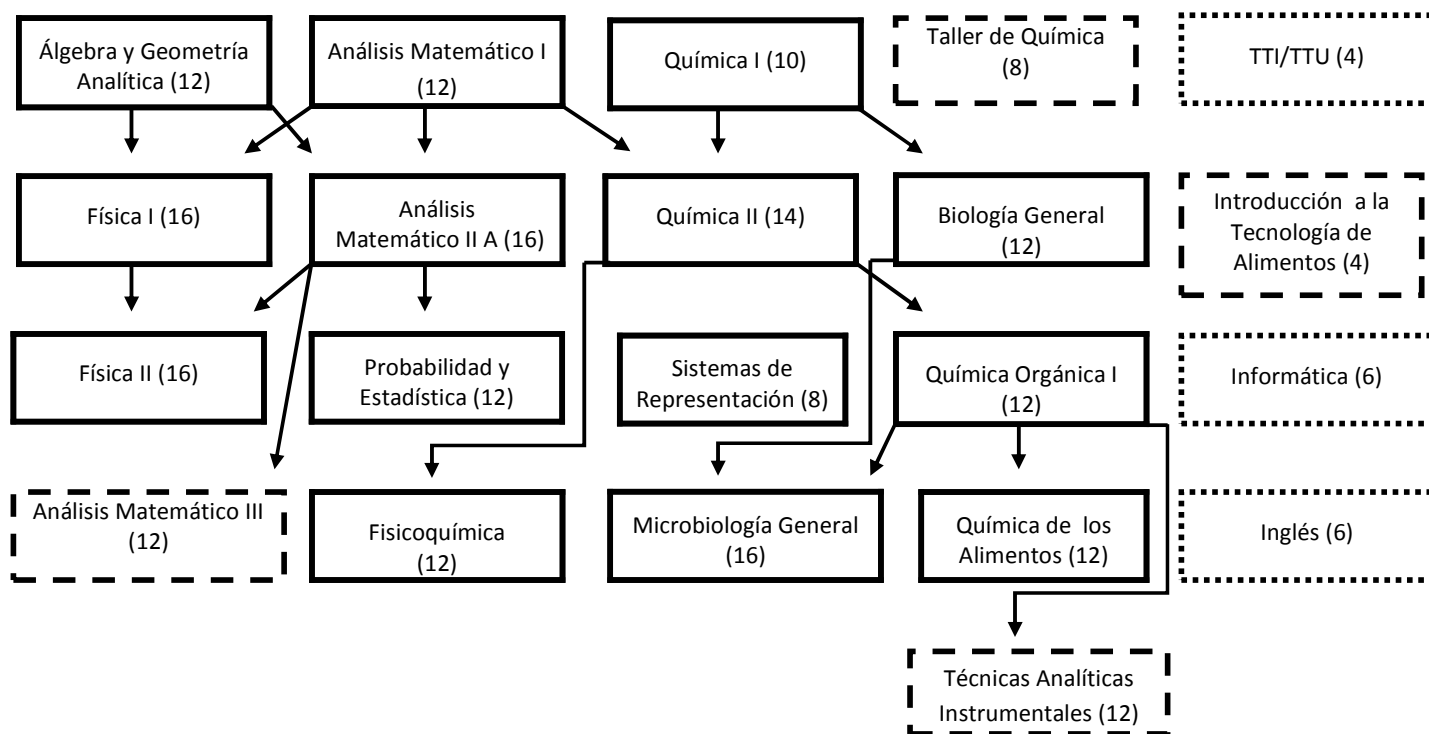 Álgebra y Geometría
Analítica (12)
Análisis Matemático I
(12)
Química I (10)
Taller de Química
(8)
TTI/TTU (4)
Física I (16)
Análisis
Matemático II A (16)
Química II (14)
Biología General
(12)
Introducción a la
Tecnología de
Alimentos (4)
Física II (16)
Probabilidad y
Estadística (12)
Sistemas de
Representación (8)
Química Orgánica I
(12)
Informática (6)
Análisis Matemático III
(12)
Fisicoquímica
(12)
Microbiología General
(16)
Química de los
Alimentos (12)
Inglés (6)
Técnicas Analíticas
Instrumentales (12)